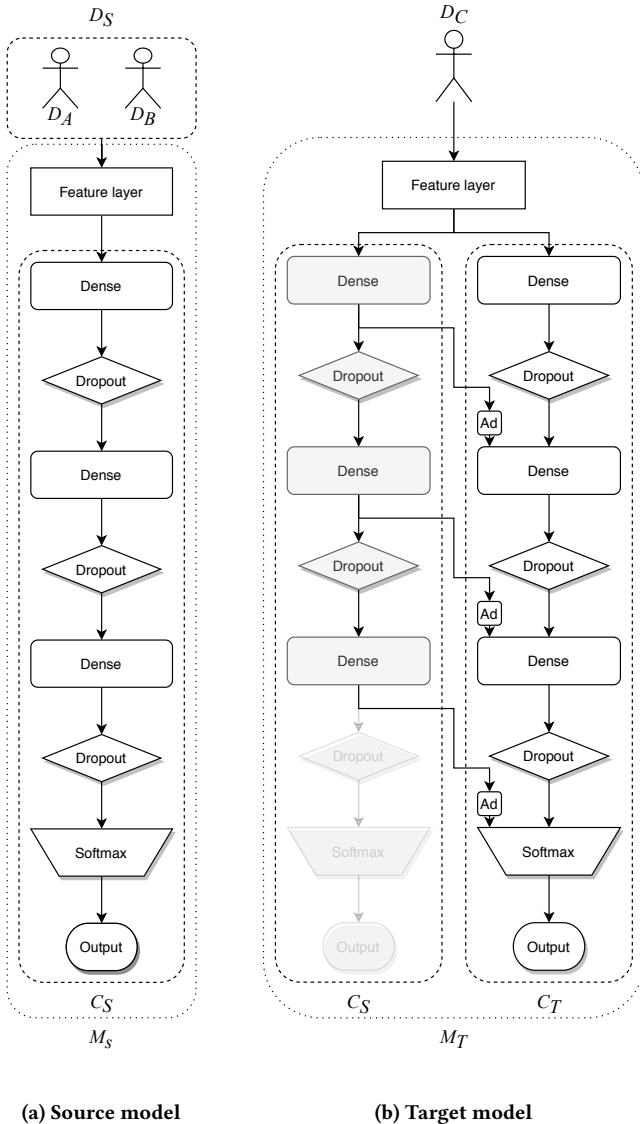 D_S
D_A D_B
Feature layer
Dense
Dropout
Dense
Dropout
Dense
Dropout
Softmax
Output
C_S
M_s
(a) Source model
D_C
Feature layer
Dense
Dense
Dropout
Dropout
Ad
Dense
Dense
Dropout
Dropout
Ad
Dense
Dense
Dropout
Dropout
Ad
Softmax
Softmax
Output
Output
C_S
C_T
M_T
(b) Target model